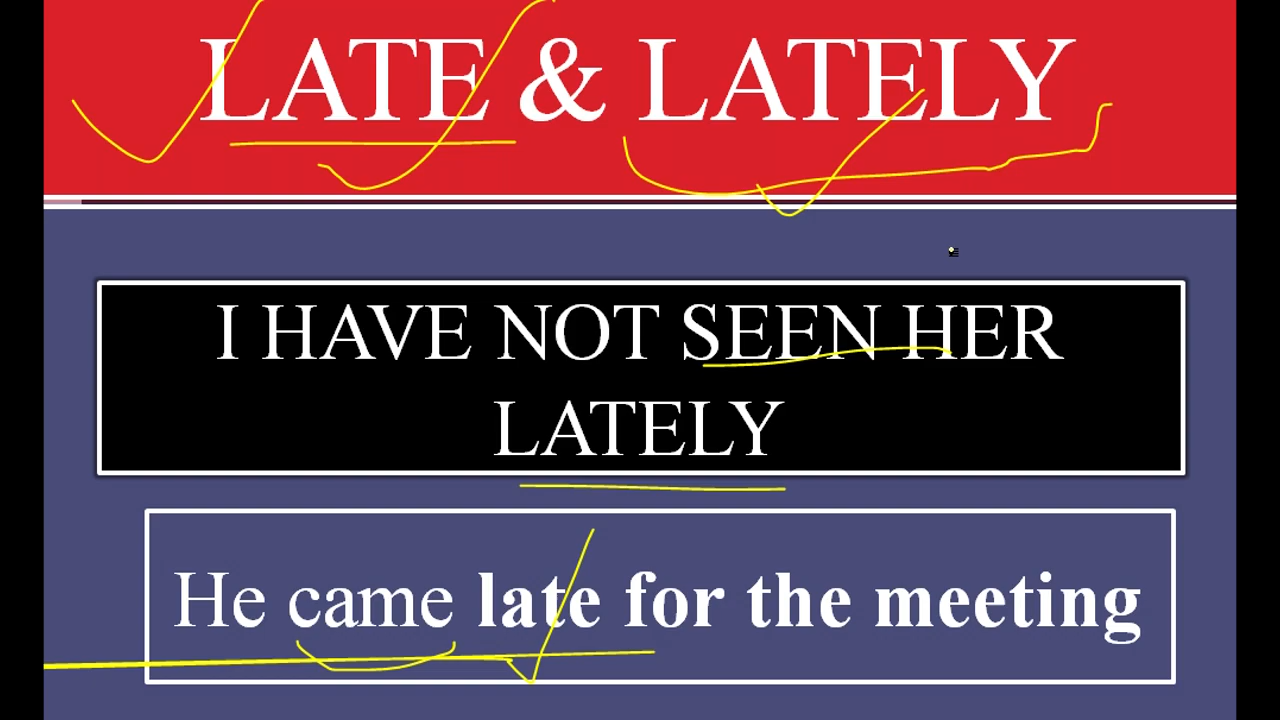 LATE & LATELY
I HAVE NOT SEEN HER
LATELY
He came late for the meeting